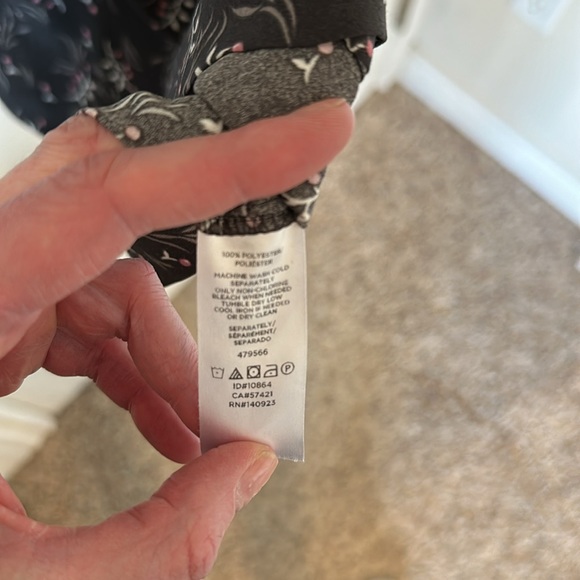 100% POLYESTER/
POLIÉSTER
MACHINE WASH COLD
SEPARATELY
ONLY NON-CHLORINE
BLEACH WHEN NEEDED
TUMBLE DRY LOW
COOL IRON IF NEEDED
OR DRY CLEAN
SEPARATELY/
SÉPARÉMENT/
SEPARADO
479566
P
ID#10864
CA#57421
RN#140923